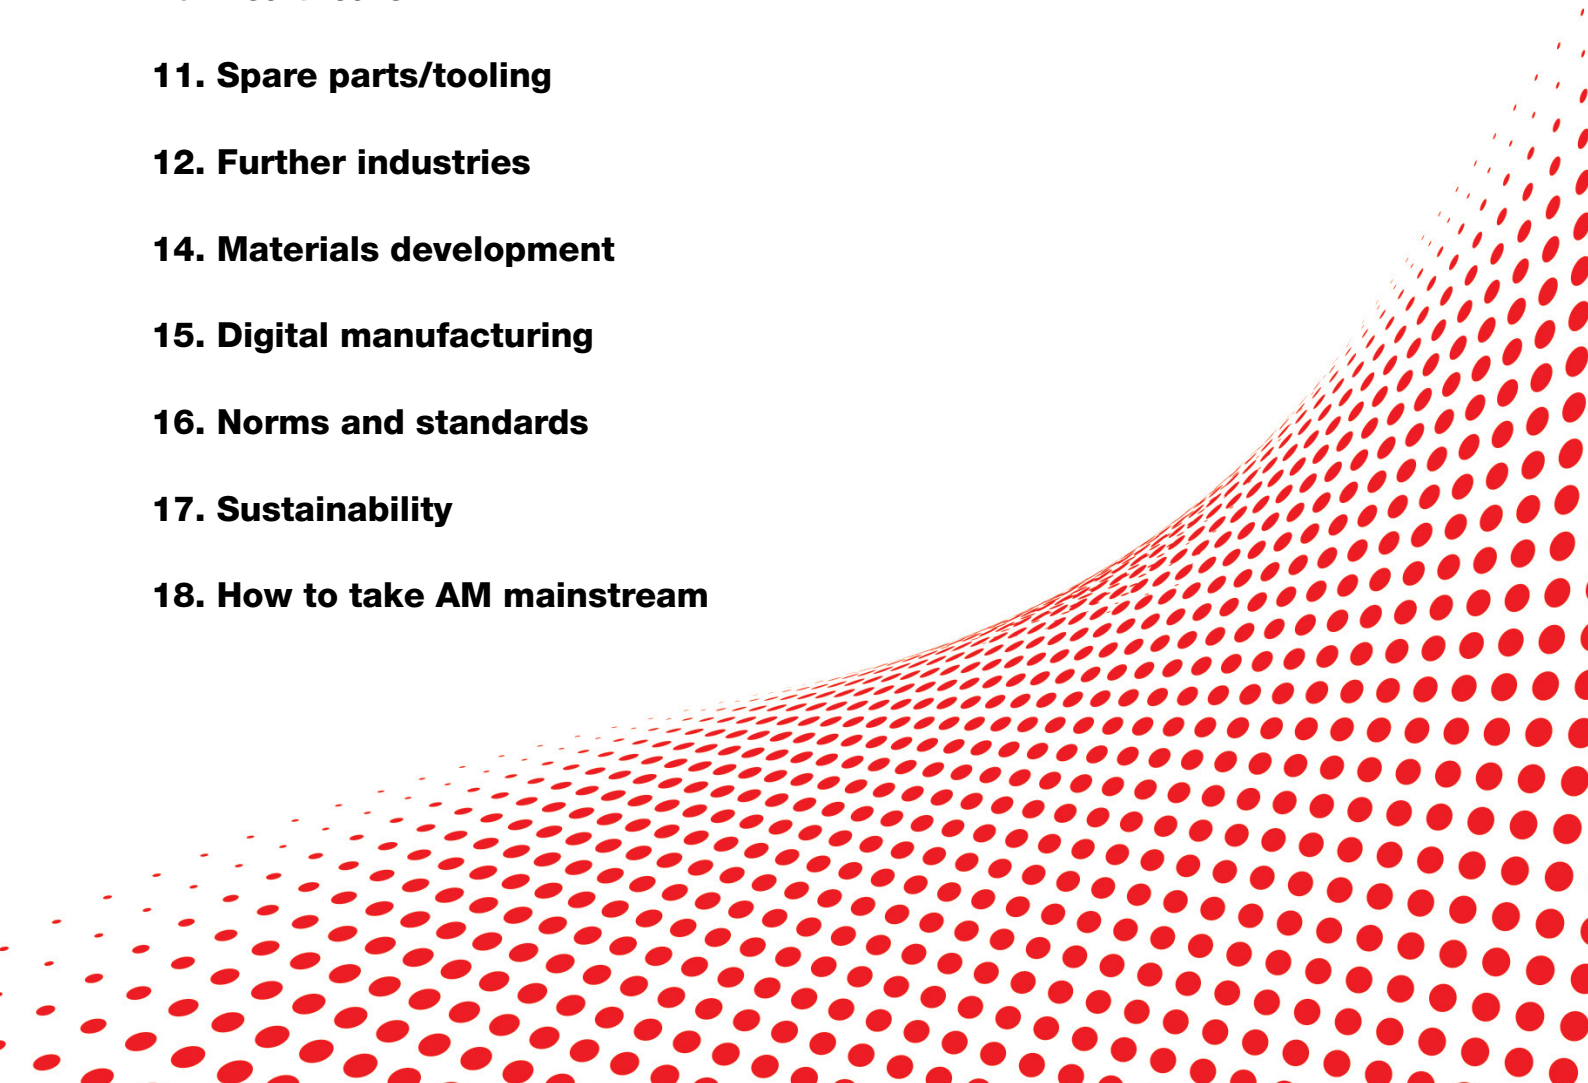 11. Spare parts/tooling
12. Further industries
14. Materials development
15. Digital manufacturing
16. Norms and standards
17. Sustainability
18. How to take AM mainstream